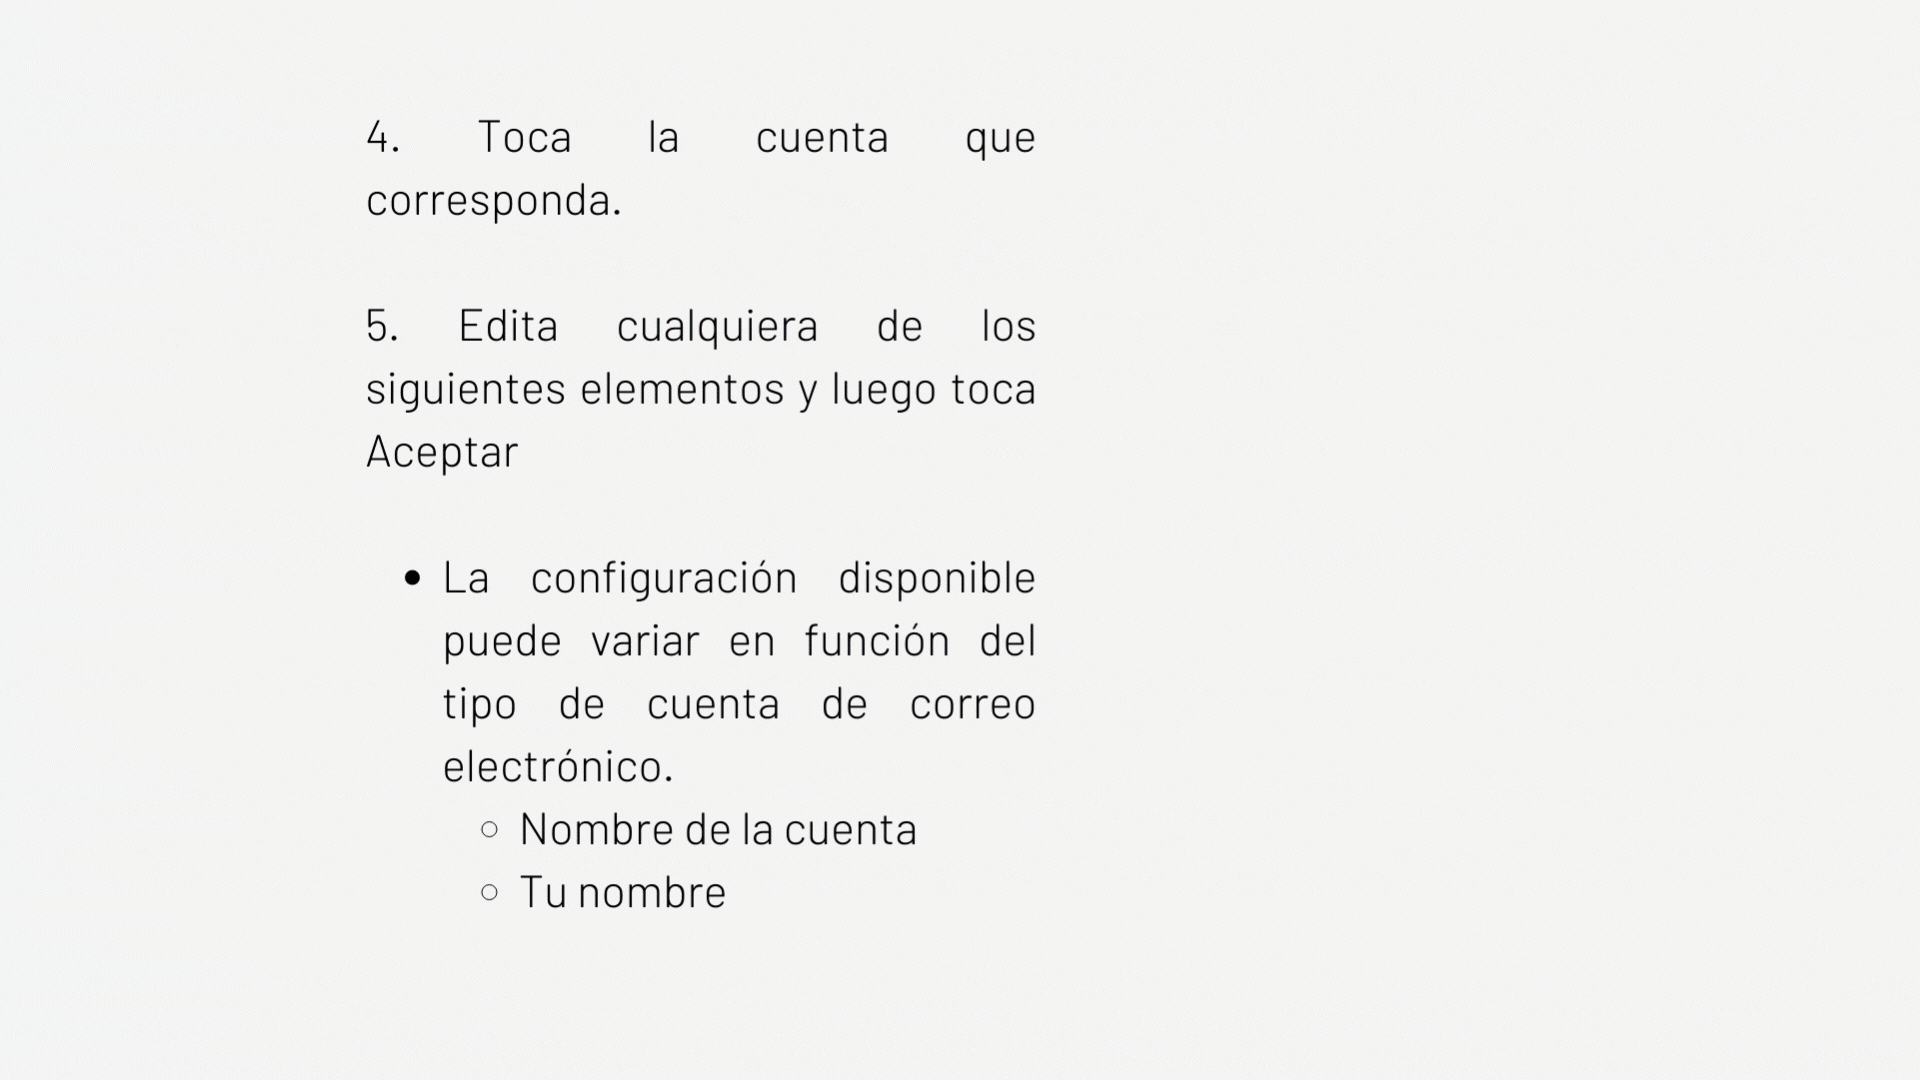 4. Toca la cuenta que
corresponda.
5. Edita cualquiera de los
siguientes elementos y luego toca
Aceptar
• La configuración disponible
puede variar en función del
tipo de cuenta de correo
electrónico.
◦ Nombre de la cuenta
◦ Tu nombre